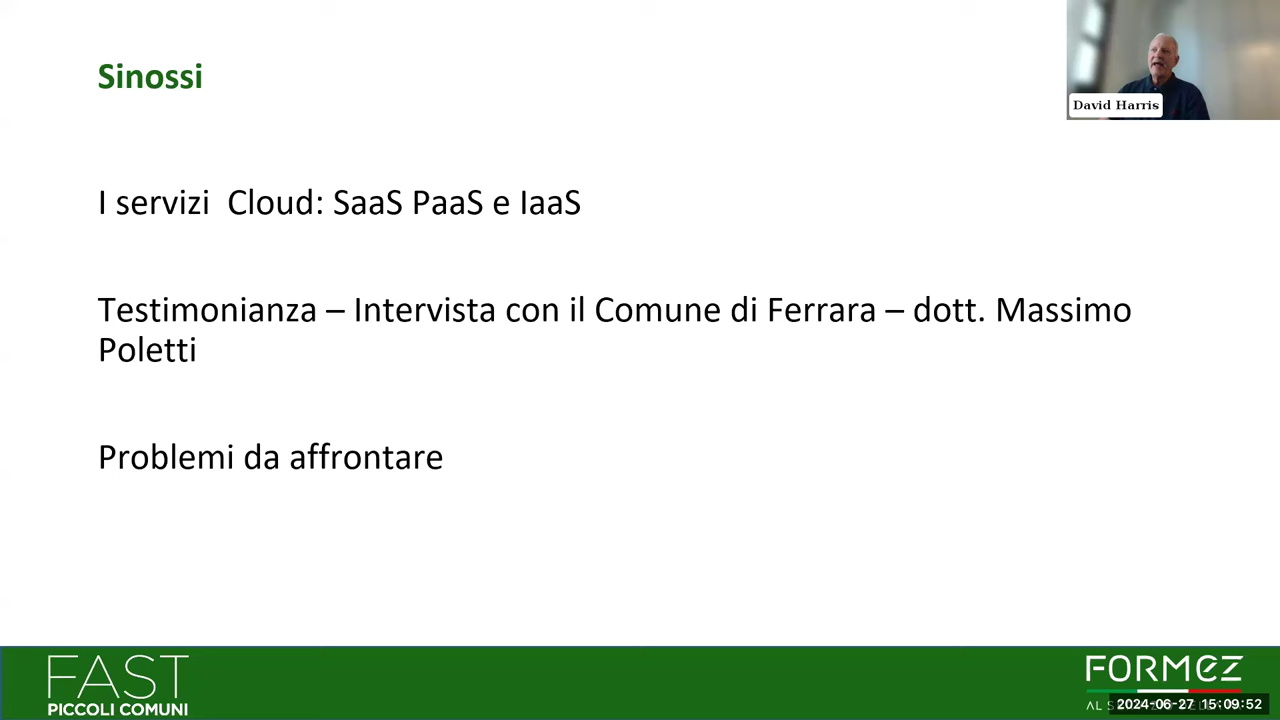 Sinossi
David Harris
I servizi  Cloud: SaaS PaaS e IaaS
Testimonianza – Intervista con il Comune di Ferrara – dott. Massimo
Poletti
Problemi da affrontare
FAST
PICCOLI COMUNI
FORMEZ
AL
2024-06-27 15:09:52